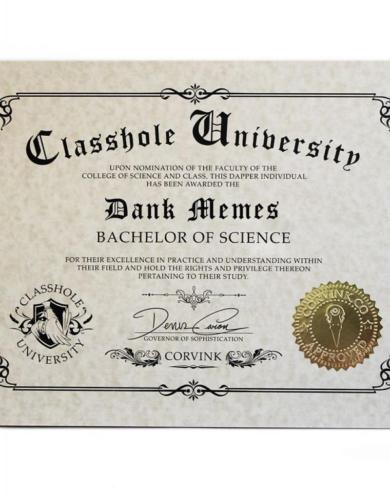 Classhole University
UPON NOMINATION OF THE FACULTY OF THE
COLLEGE OF SCIENCE AND CLASS, THIS DAPPER INDIVIDUAL
HAS BEEN AWARDED THE
Dank Memes
BACHELOR OF SCIENCE
FOR THEIR EXCELLENCE IN PRACTICE AND UNDERSTANDING WITHIN
THEIR FIELD AND HOLD THE RIGHTS AND PRIVILEGE THEREON
PERTAINING TO THEIR STUDY.
CLASSHOLE
UNIVERSITY
GOVERNOR OF SOPHISTICATION
CORVINK
CORVINK.CO
APPROVED